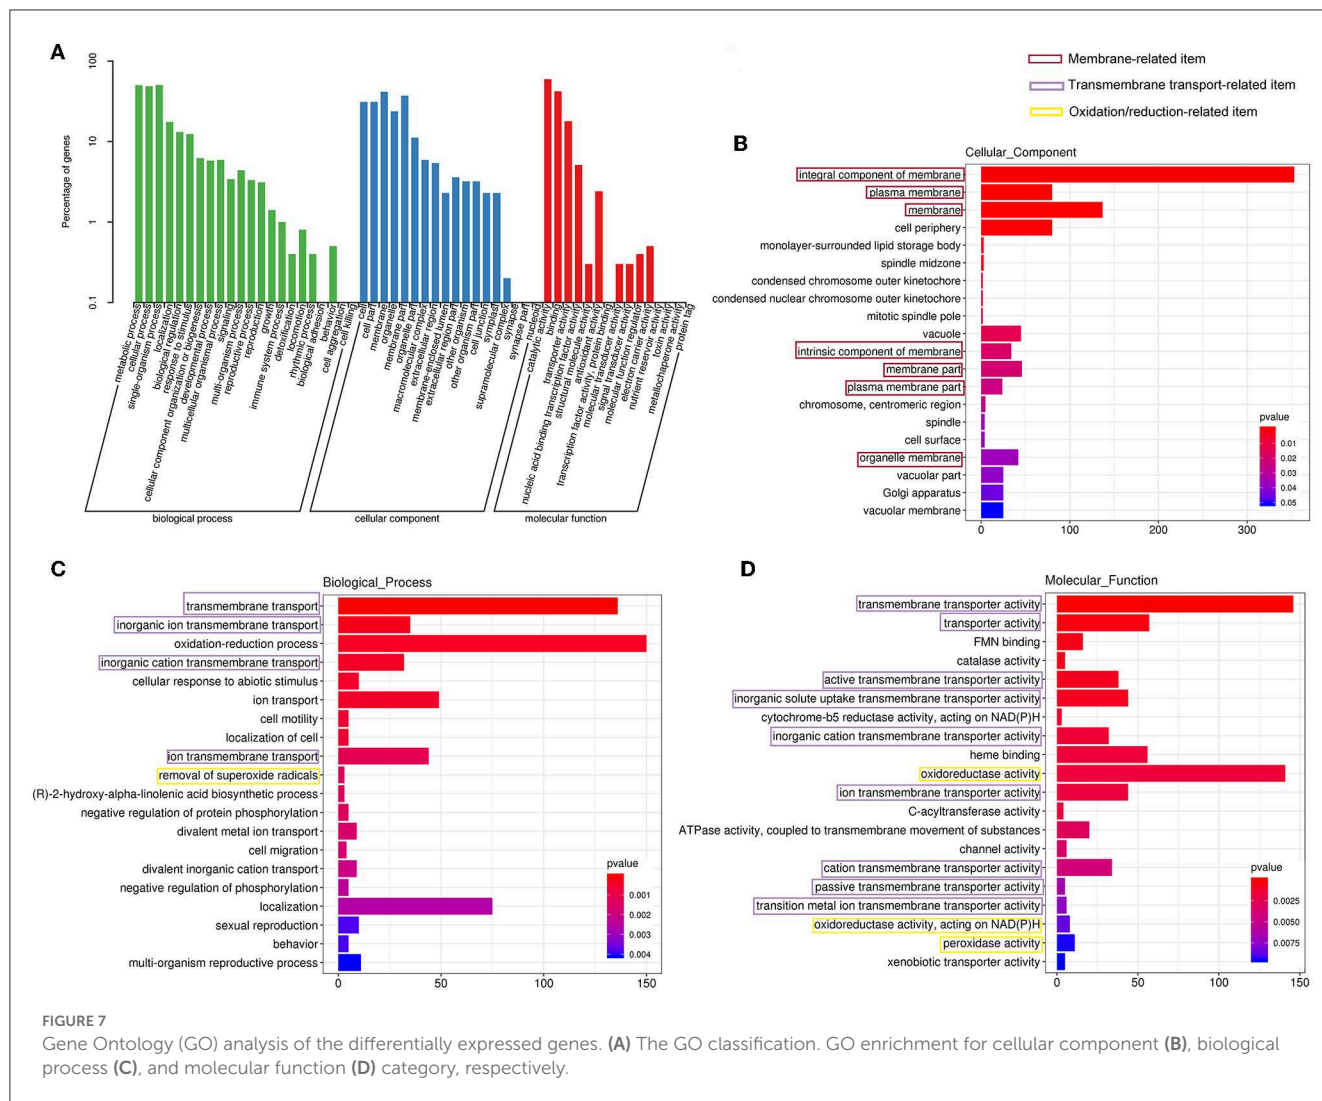 A
100
10
1
0.1
Percentage of genes
metabolic process
cellular process
single-organism process
localization
biological regulation
response to stimulus
cellular component organization or biogenesis
developmental process
multicellular organismal process
signaling
multi-organism process
reproductive process
reproduction
growth
immune system process
detoxification
locomotion
rhythmic process
biological adhesion
behavior
cell aggregation
cell killing
cell
cell part
membrane
organelle
membrane part
organelle part
macromolecular complex
extracellular region
membrane-enclosed lumen
extracellular region part
other organism
other organism part
cell junction
symplast
supramolecular complex
synapse
synapse part
nucleoid
catalytic activity
binding
transporter activity
nucleic acid binding transcription factor activity
structural molecule activity
antioxidant activity
transcription factor activity, protein binding
molecular transducer activity
signal transducer activity
molecular function regulator
electron carrier activity
nutrient reservoir activity
toxin activity
metallochaperone activity
protein tag
biological process
cellular component
molecular function
Membrane-related item
Transmembrane transport-related item
Oxidation/reduction-related item
B
Cellular_Component
integral component of membrane
plasma membrane
membrane
cell periphery
monolayer-surrounded lipid storage body
spindle midzone
condensed chromosome outer kinetochore
condensed nuclear chromosome outer kinetochore
mitotic spindle pole
vacuole
intrinsic component of membrane
membrane part
plasma membrane part
chromosome, centromeric region
spindle
cell surface
organelle membrane
vacuolar part
Golgi apparatus
vacuolar membrane
pvalue
0.01
0.02
0.03
0.04
0.05
0 100 200 300
C
Biological_Process
transmembrane transport
inorganic ion transmembrane transport
oxidation-reduction process
inorganic cation transmembrane transport
cellular response to abiotic stimulus
ion transport
cell motility
localization of cell
ion transmembrane transport
removal of superoxide radicals
(R)-2-hydroxy-alpha-linolenic acid biosynthetic process
negative regulation of protein phosphorylation
divalent metal ion transport
cell migration
divalent inorganic cation transport
negative regulation of phosphorylation
localization
sexual reproduction
behavior
multi-organism reproductive process
pvalue
0.001
0.002
0.003
0.004
0 50 100 150
D
Molecular_Function
transmembrane transporter activity
transporter activity
FMN binding
catalase activity
active transmembrane transporter activity
inorganic solute uptake transmembrane transporter activity
cytochrome-b5 reductase activity, acting on NAD(P)H
inorganic cation transmembrane transporter activity
heme binding
oxidoreductase activity
ion transmembrane transporter activity
C-acyltransferase activity
ATPase activity, coupled to transmembrane movement of substances
channel activity
cation transmembrane transporter activity
passive transmembrane transporter activity
transition metal ion transmembrane transporter activity
oxidoreductase activity, acting on NAD(P)H
peroxidase activity
xenobiotic transporter activity
pvalue
0.0025
0.0050
0.0075
0 50 100 150
FIGURE 7
Gene Ontology (GO) analysis of the differentially expressed genes. (A) The GO classification. GO enrichment for cellular component (B), biological
process (C), and molecular function (D) category, respectively.